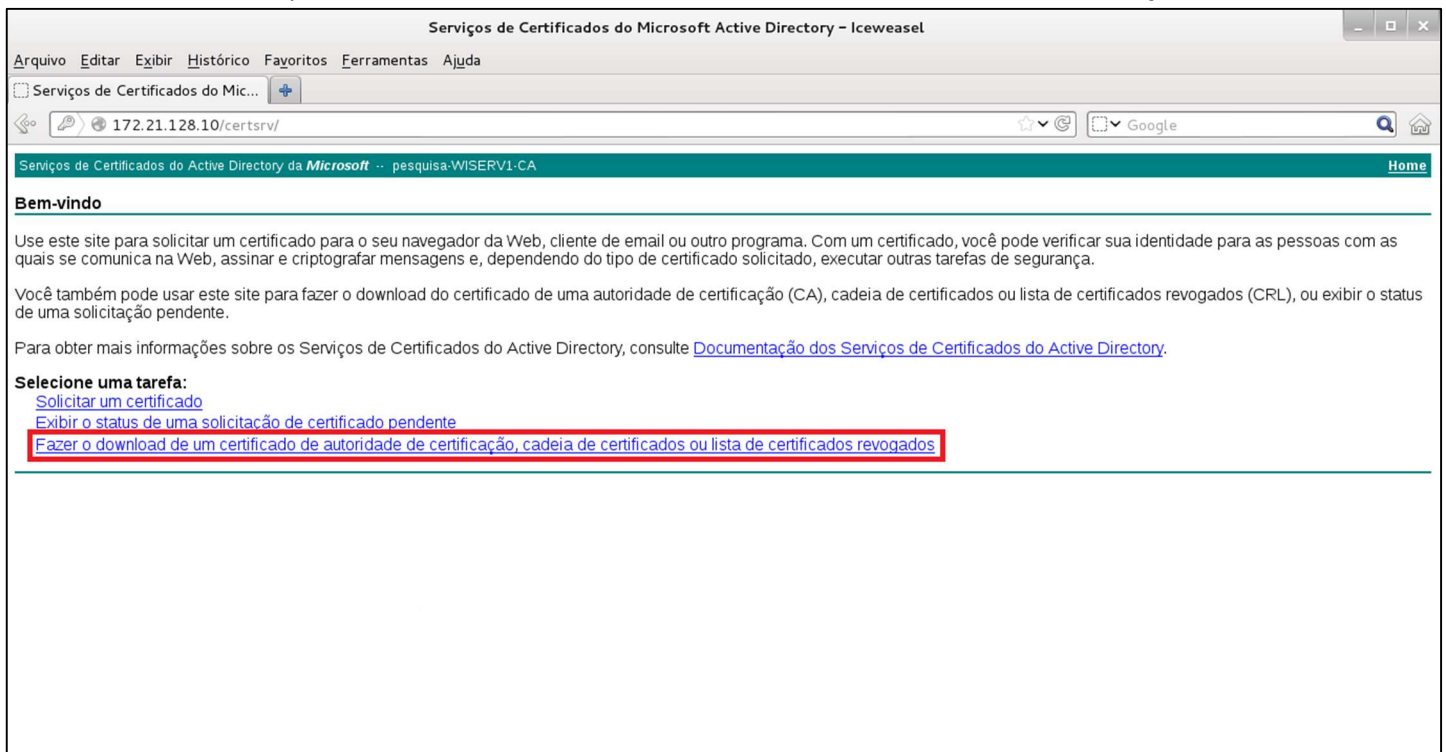 Serviços de Certificados do Microsoft Active Directory – Iceweasel
Arquivo Editar Exibir Histórico Favoritos Ferramentas Ajuda
Serviços de Certificados do Mic...
172.21.128.10/certsrv/
Google
Serviços de Certificados do Active Directory da Microsoft -- pesquisa-WISERV1-CA
Home
Bem-vindo
Use este site para solicitar um certificado para o seu navegador da Web, cliente de email ou outro programa. Com um certificado, você pode verificar sua identidade para as pessoas com as
quais se comunica na Web, assinar e criptografar mensagens e, dependendo do tipo de certificado solicitado, executar outras tarefas de segurança.
Você também pode usar este site para fazer o download do certificado de uma autoridade de certificação (CA), cadeia de certificados ou lista de certificados revogados (CRL), ou exibir o status
de uma solicitação pendente.
Para obter mais informações sobre os Serviços de Certificados do Active Directory, consulte Documentação dos Serviços de Certificados do Active Directory.
Selecione uma tarefa:
Solicitar um certificado
Exibir o status de uma solicitação de certificado pendente
Fazer o download de um certificado de autoridade de certificação, cadeia de certificados ou lista de certificados revogados